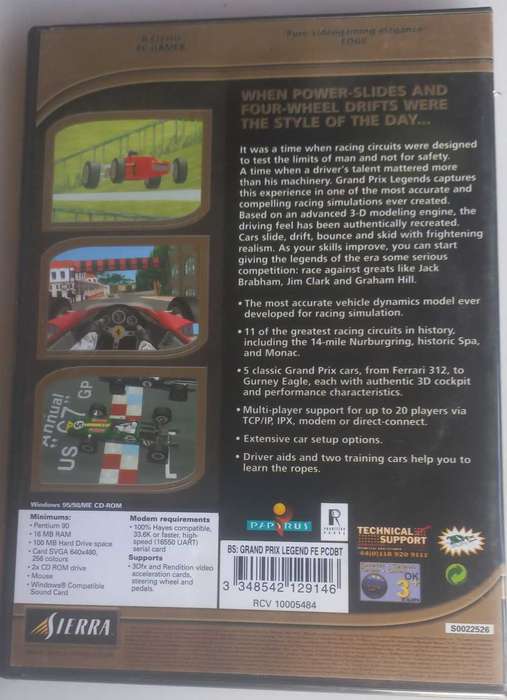 PC GAMER
Pure videogaming elegance
EDGE
WHEN POWER-SLIDES AND
FOUR-WHEEL DRIFTS WERE
THE STYLE OF THE DAY...
It was a time when racing circuits were designed
to test the limits of man and not for safety.
A time when a driver's talent mattered more
than his machinery. Grand Prix Legends captures
this experience in one of the most accurate and
compelling racing simulations ever created.
Based on an advanced 3-D modeling engine, the
driving feel has been authentically recreated.
Cars slide, drift, bounce and skid with frightening
realism. As your skills improve, you can start
giving the legends of the era some serious
competition: race against greats like Jack
Brabham, Jim Clark and Graham Hill.
• The most accurate vehicle dynamics model ever
developed for racing simulation.
• 11 of the greatest racing circuits in history,
including the 14-mile Nurburgring, historic Spa,
and Monac.
• 5 classic Grand Prix cars, from Ferrari 312, to
Gurney Eagle, each with authentic 3D cockpit
and performance characteristics.
• Multi-player support for up to 20 players via
TCP/IP, IPX, modem or direct-connect.
• Extensive car setup options.
• Driver aids and two training cars help you to
learn the ropes.
Annual
US GP
"67"
Windows 95/98/ME CD-ROM
Minimums:
• Pentium 90
• 16 MB RAM
• 100 MB Hard Drive space
• Card SVGA 640x480,
256 colours
• 2x CD ROM drive
• Mouse
• Windows® Compatible
Sound Card
Modem requirements
• 100% Hayes compatible,
33.6K or faster, high-
speed (16550 UART)
serial card
Supports
• 3Dfx and Rendition video
acceleration cards,
steering wheel and
pedals.
PAPYRUS
R
TECHNICAL
SUPPORT
BS: GRAND PRIX LEGEND FE PCDBT
3 348542 129146
RCV 10005484
OK
3+
SIERRA
S0022526